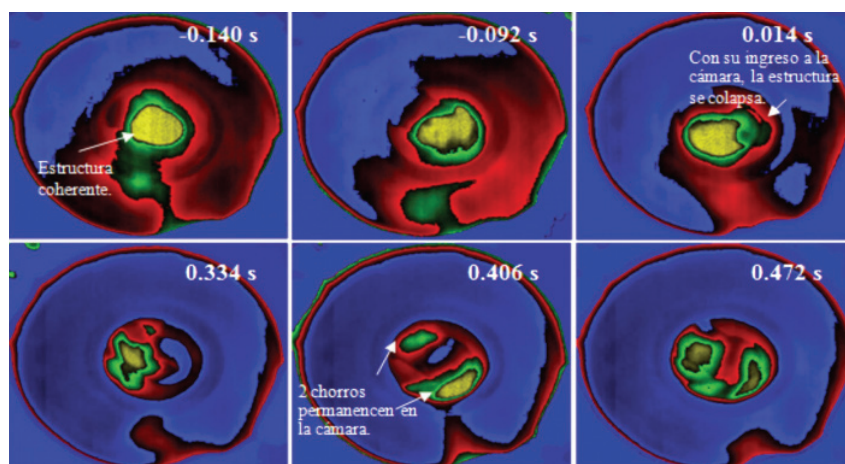 -0.140 s
Estructura
coherente.
-0.092 s
0.014 s
Con su ingreso a la
cámara, la estructura
se colapsa.
0.334 s
0.406 s
2 chorros
permanencen en
la cámara.
0.472 s